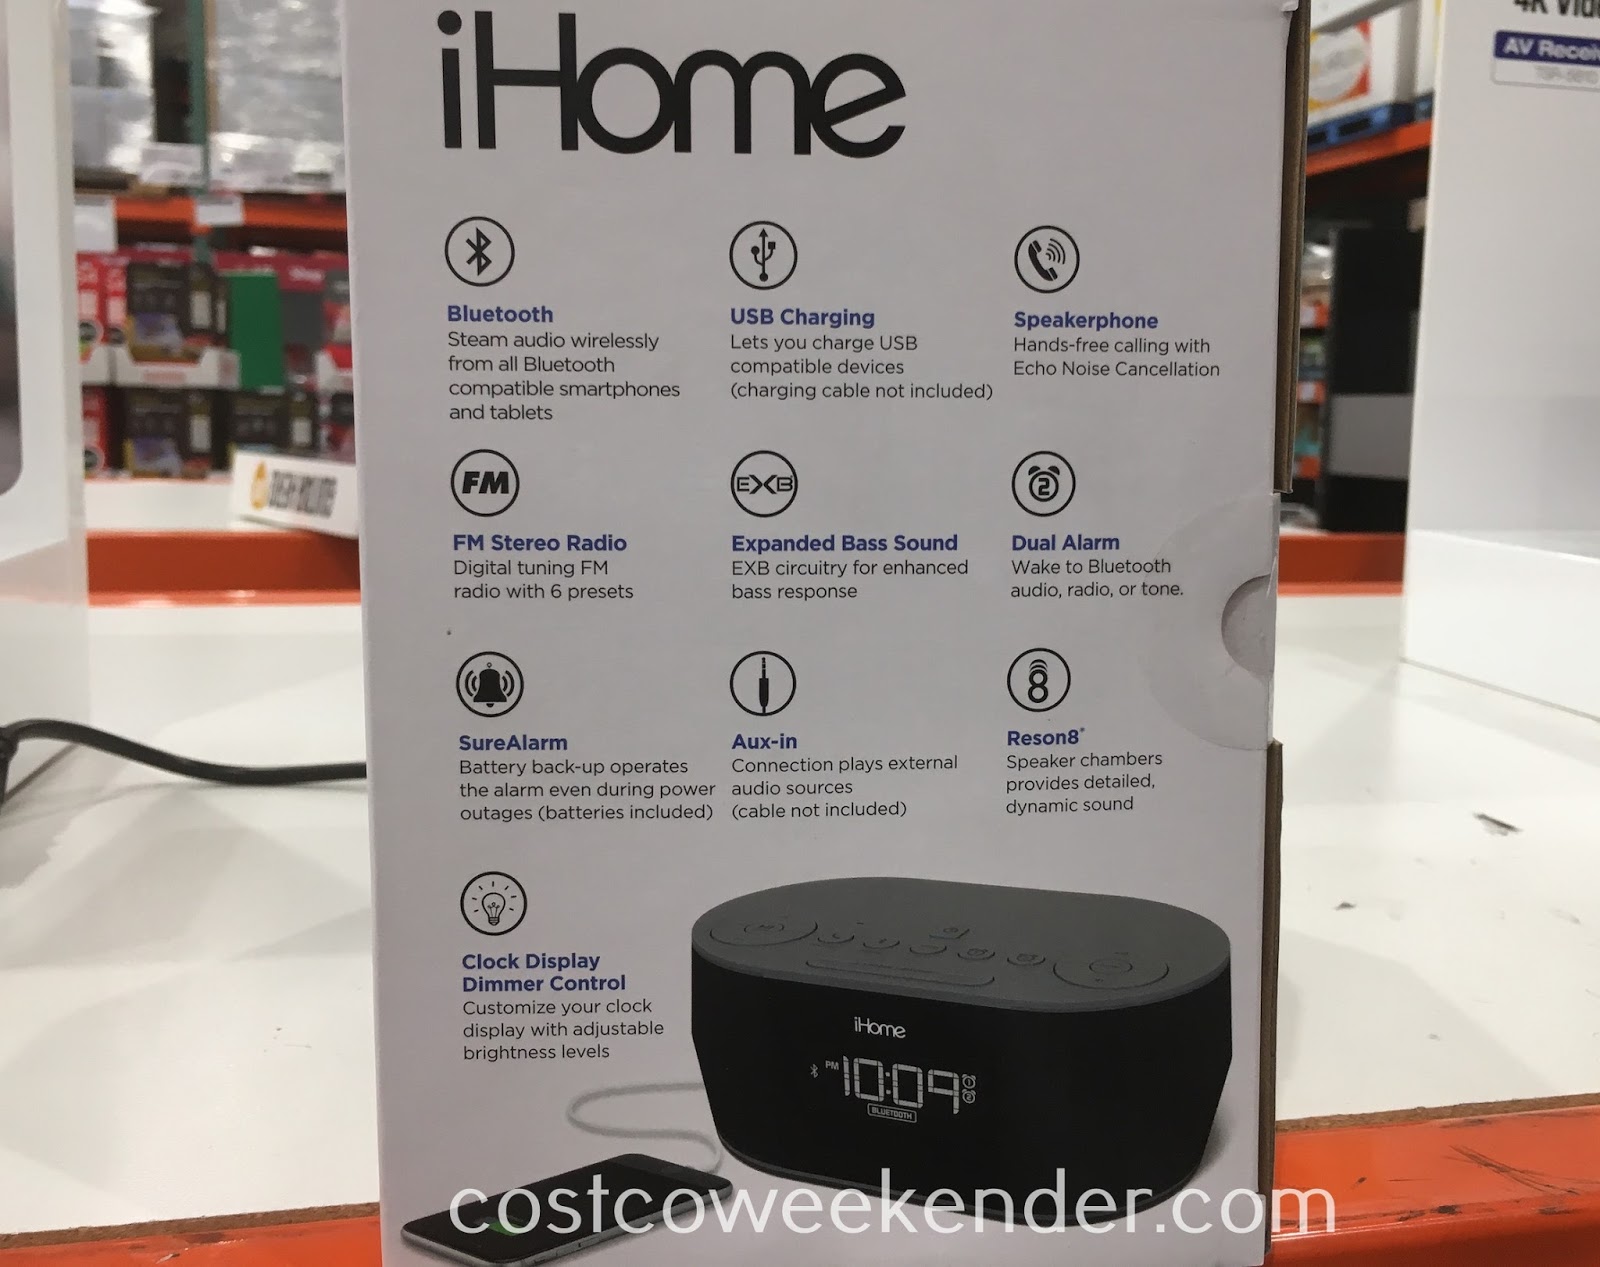 iHome
Bluetooth
Steam audio wirelessly
from all Bluetooth
compatible smartphones
and tablets
USB Charging
Lets you charge USB
compatible devices
(charging cable not included)
Speakerphone
Hands-free calling with
Echo Noise Cancellation
FM
FM Stereo Radio
Digital tuning FM
radio with 6 presets
EXB
Expanded Bass Sound
EXB circuitry for enhanced
bass response
2
Dual Alarm
Wake to Bluetooth
audio, radio, or tone.
SureAlarm
Battery back-up operates
the alarm even during power
outages (batteries included)
Aux-in
Connection plays external
audio sources
(cable not included)
8
Reson8®
Speaker chambers
provides detailed,
dynamic sound
Clock Display
Dimmer Control
Customize your clock
display with adjustable
brightness levels
iHome
PM 10:09 1
2
BLUETOOTH
costcoweekender.com
4K
AV